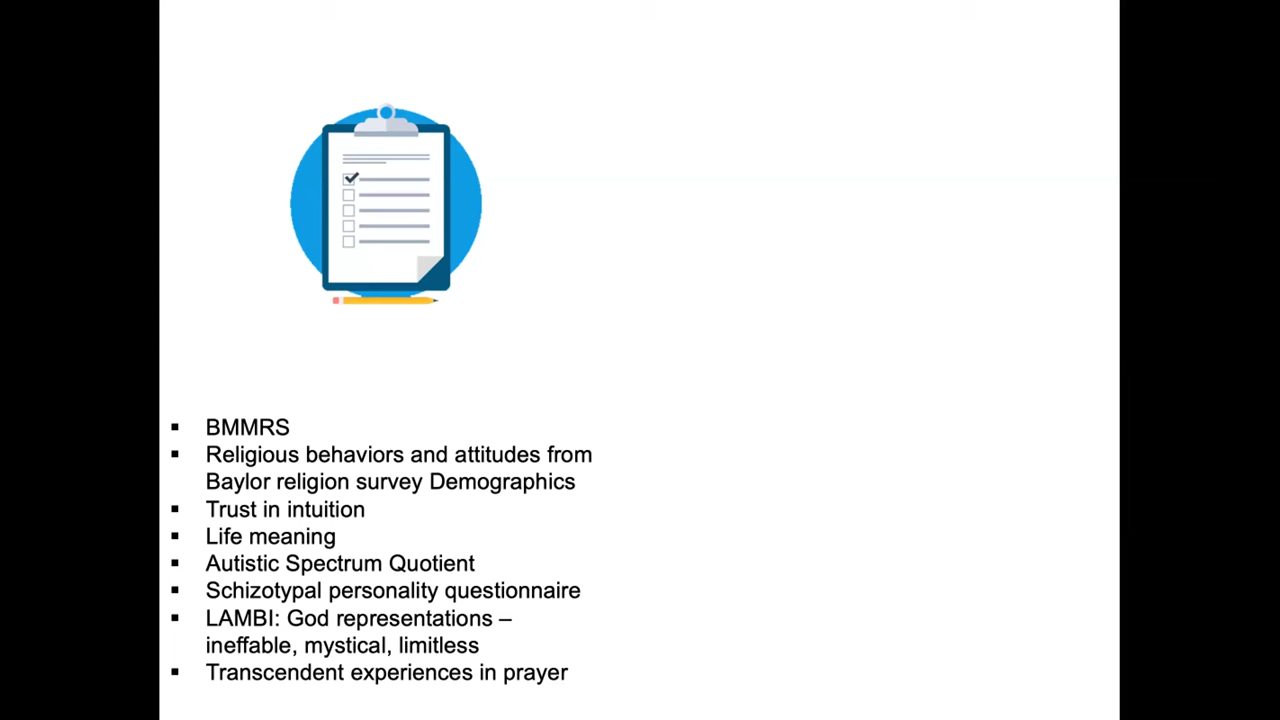 BMMRS
Religious behaviors and attitudes from
Baylor religion survey Demographics
Trust in intuition
Life meaning
Autistic Spectrum Quotient
Schizotypal personality questionnaire
LAMBI: God representations –
ineffable, mystical, limitless
Transcendent experiences in prayer